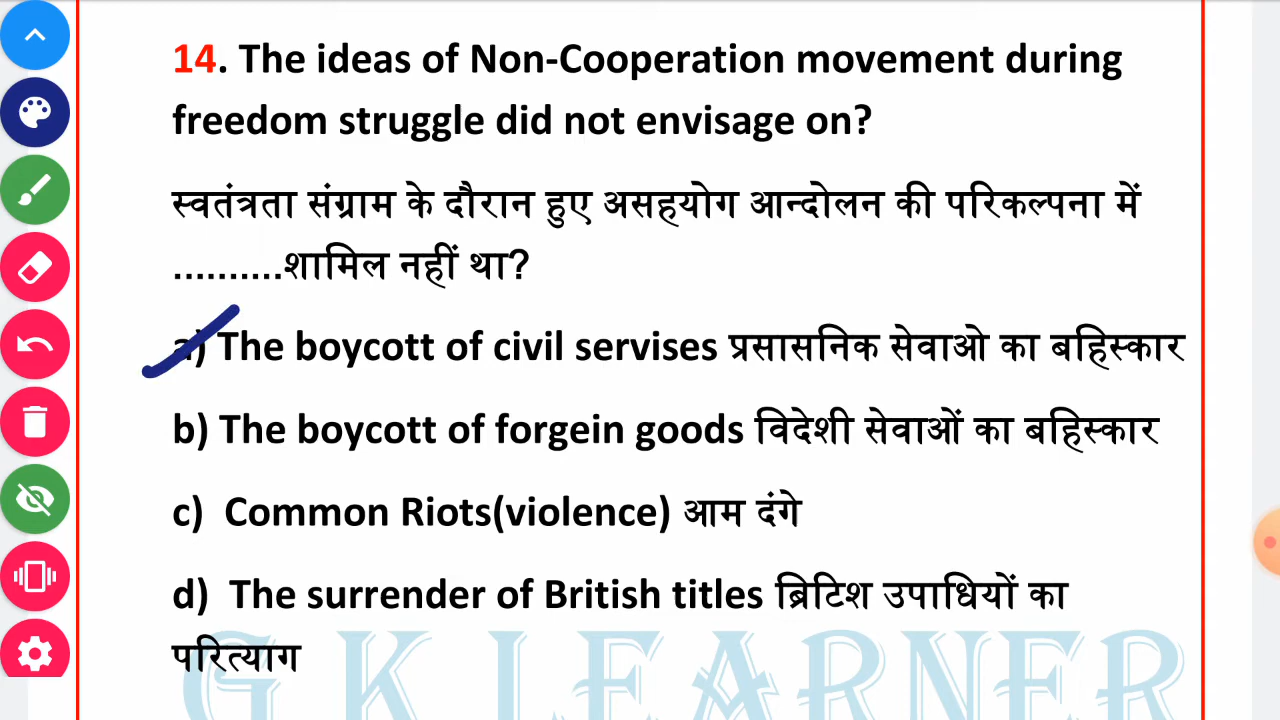 14. The ideas of Non-Cooperation movement during
freedom struggle did not envisage on?
स्वतंत्रता संग्राम के दौरान हुए असहयोग आन्दोलन की परिकल्पना में
..........शामिल नहीं था?
a) The boycott of civil servises प्रसासनिक सेवाओ का बहिस्कार
b) The boycott of forgein goods विदेशी सेवाओं का बहिस्कार
c) Common Riots(violence) आम दंगे
d) The surrender of British titles ब्रिटिश उपाधियों का
परित्याग
G K LEARNER